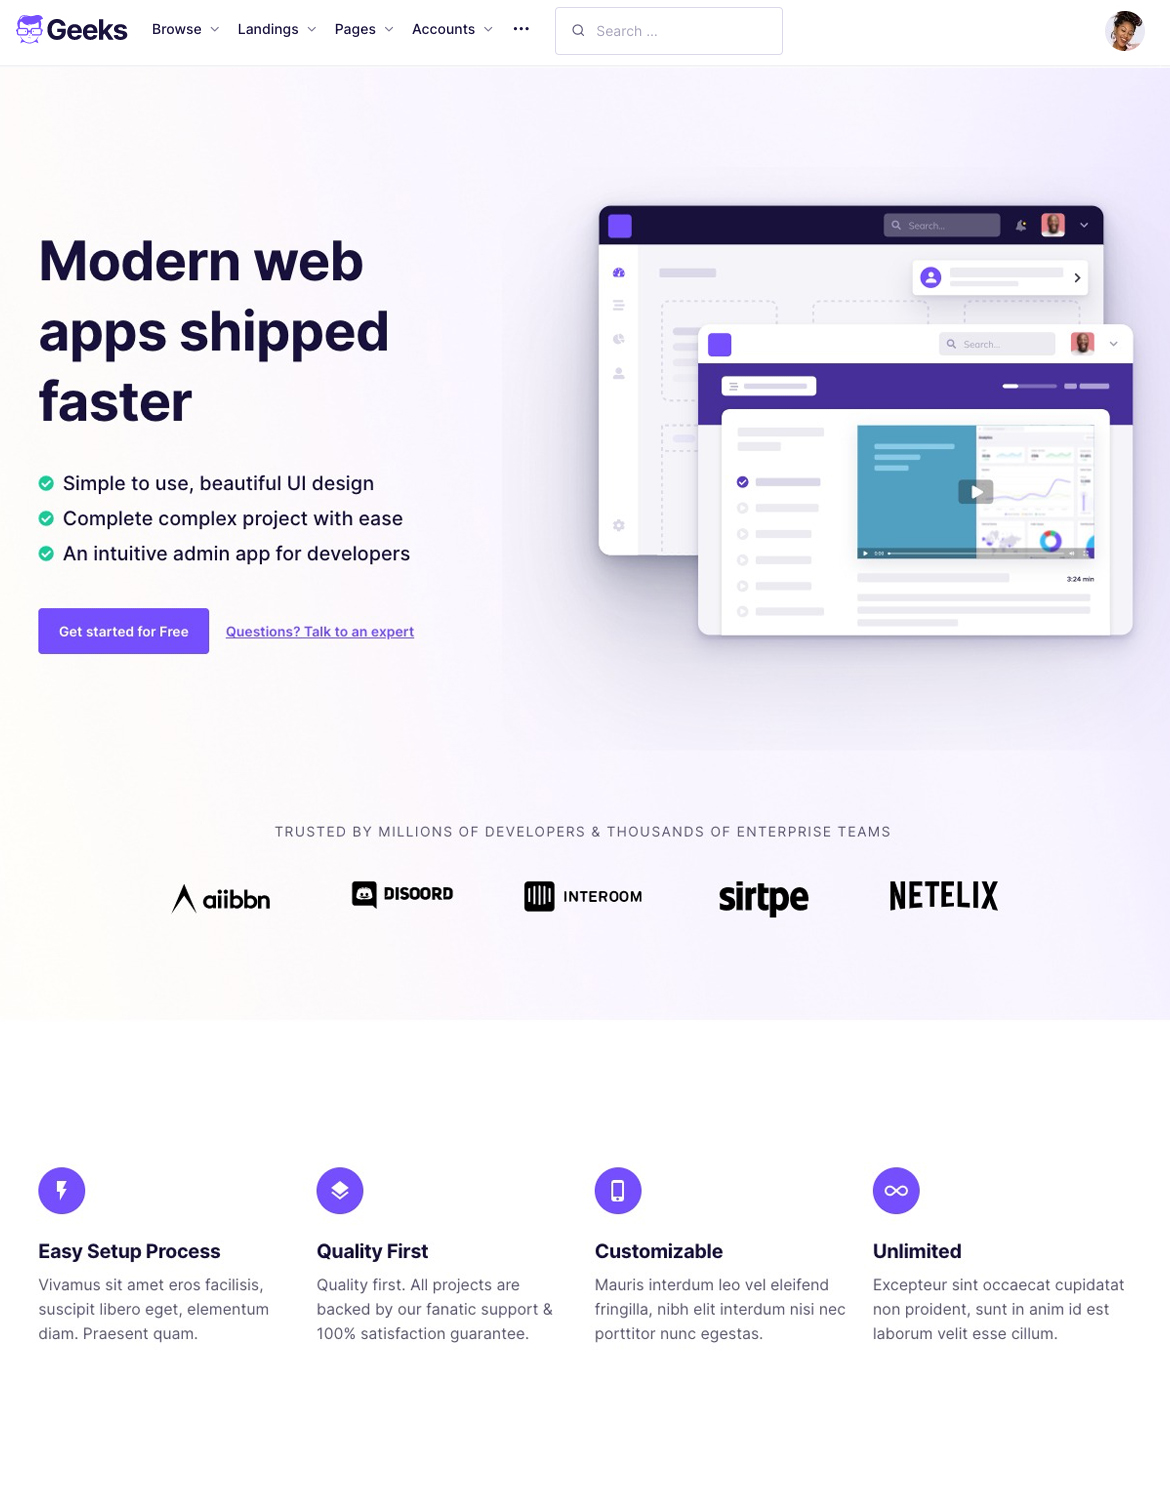 Geeks
Browse Landings Pages Accounts Search ...
Search...
Modern web
apps shipped
faster
Search...
3:24 min
Simple to use, beautiful UI design
Complete complex project with ease
An intuitive admin app for developers
Get started for Free Questions? Talk to an expert
TRUSTED BY MILLIONS OF DEVELOPERS & THOUSANDS OF ENTERPRISE TEAMS
aiibbn DISOORD INTEROOM sirtpe NETELIX
Easy Setup Process
Vivamus sit amet eros facilisis,
suscipit libero eget, elementum
diam. Praesent quam.
Quality First
Quality first. All projects are
backed by our fanatic support &
100% satisfaction guarantee.
Customizable
Mauris interdum leo vel eleifend
fringilla, nibh elit interdum nisi nec
porttitor nunc egestas.
Unlimited
Excepteur sint occaecat cupidatat
non proident, sunt in anim id est
laborum velit esse cillum.